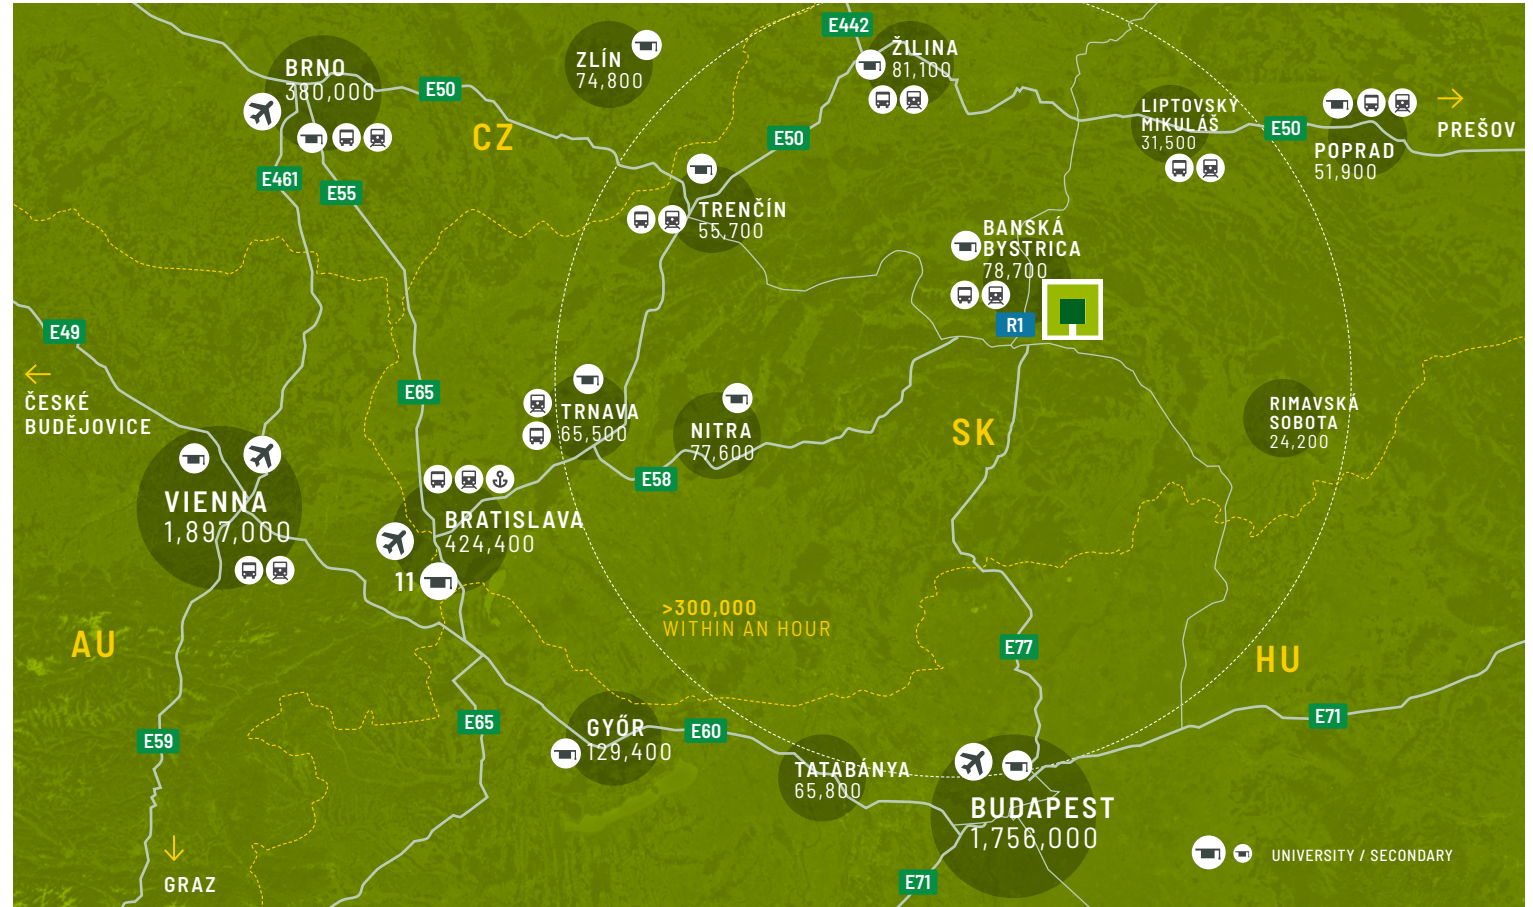 E442
ŽILINA
81,100
ZLÍN
74,800
BRNO
380,000
E50
CZ
E50
LIPTOVSKÝ
MIKULÁŠ
31,500
E50
POPRAD
51,900
PREŠOV
E461
E55
TRENČÍN
55,700
BANSKÁ
BYSTRICA
78,700
R1
E49
ČESKÉ
BUDĚJOVICE
E65
TRNAVA
65,500
NITRA
77,600
SK
RIMAVSKÁ
SOBOTA
24,200
E58
VIENNA
1,897,000
BRATISLAVA
424,400
11
>300,000
WITHIN AN HOUR
AU
E77
HU
E59
E65
GYŐR
129,400
E60
E71
TATABÁNYA
65,800
BUDAPEST
1,756,000
UNIVERSITY / SECONDARY
GRAZ
E71